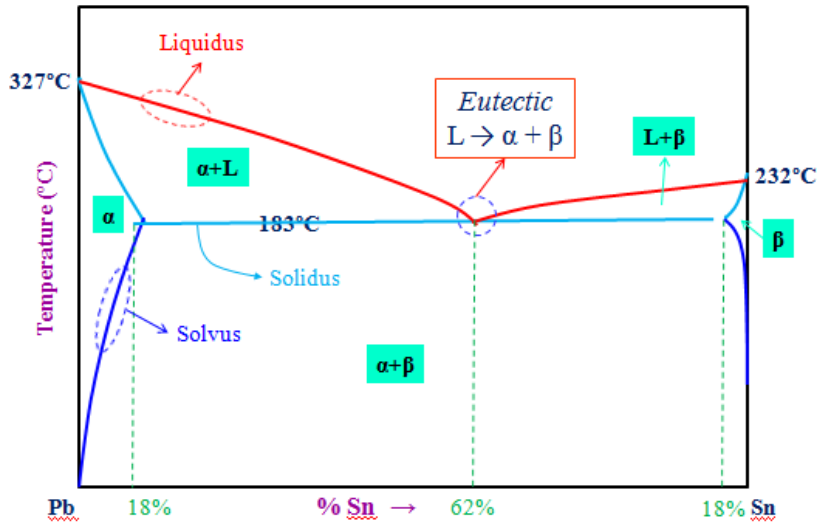 Liquidus
327°C
Eutectic
L → α + β
L+β
α+L
232°C
α
183°C
β
Temperature (°C)
Solidus
Solvus
α+β
Pb
18%
% Sn →
62%
18%
Sn